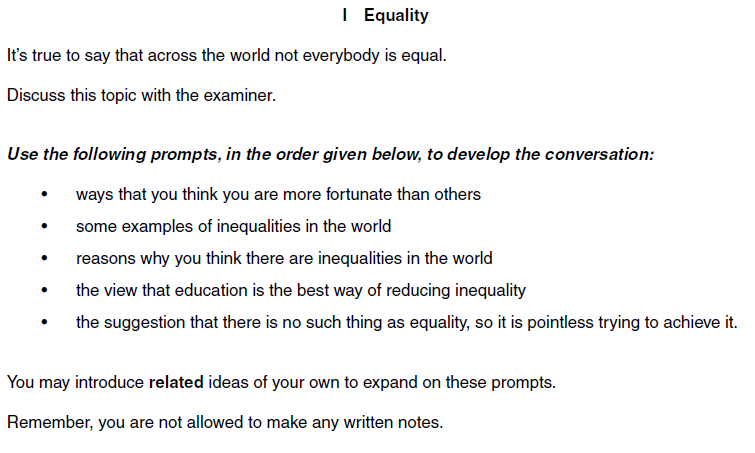 I Equality
It's true to say that across the world not everybody is equal.
Discuss this topic with the examiner.
Use the following prompts, in the order given below, to develop the conversation:
• ways that you think you are more fortunate than others
• some examples of inequalities in the world
• reasons why you think there are inequalities in the world
• the view that education is the best way of reducing inequality
• the suggestion that there is no such thing as equality, so it is pointless trying to achieve it.
You may introduce related ideas of your own to expand on these prompts.
Remember, you are not allowed to make any written notes.